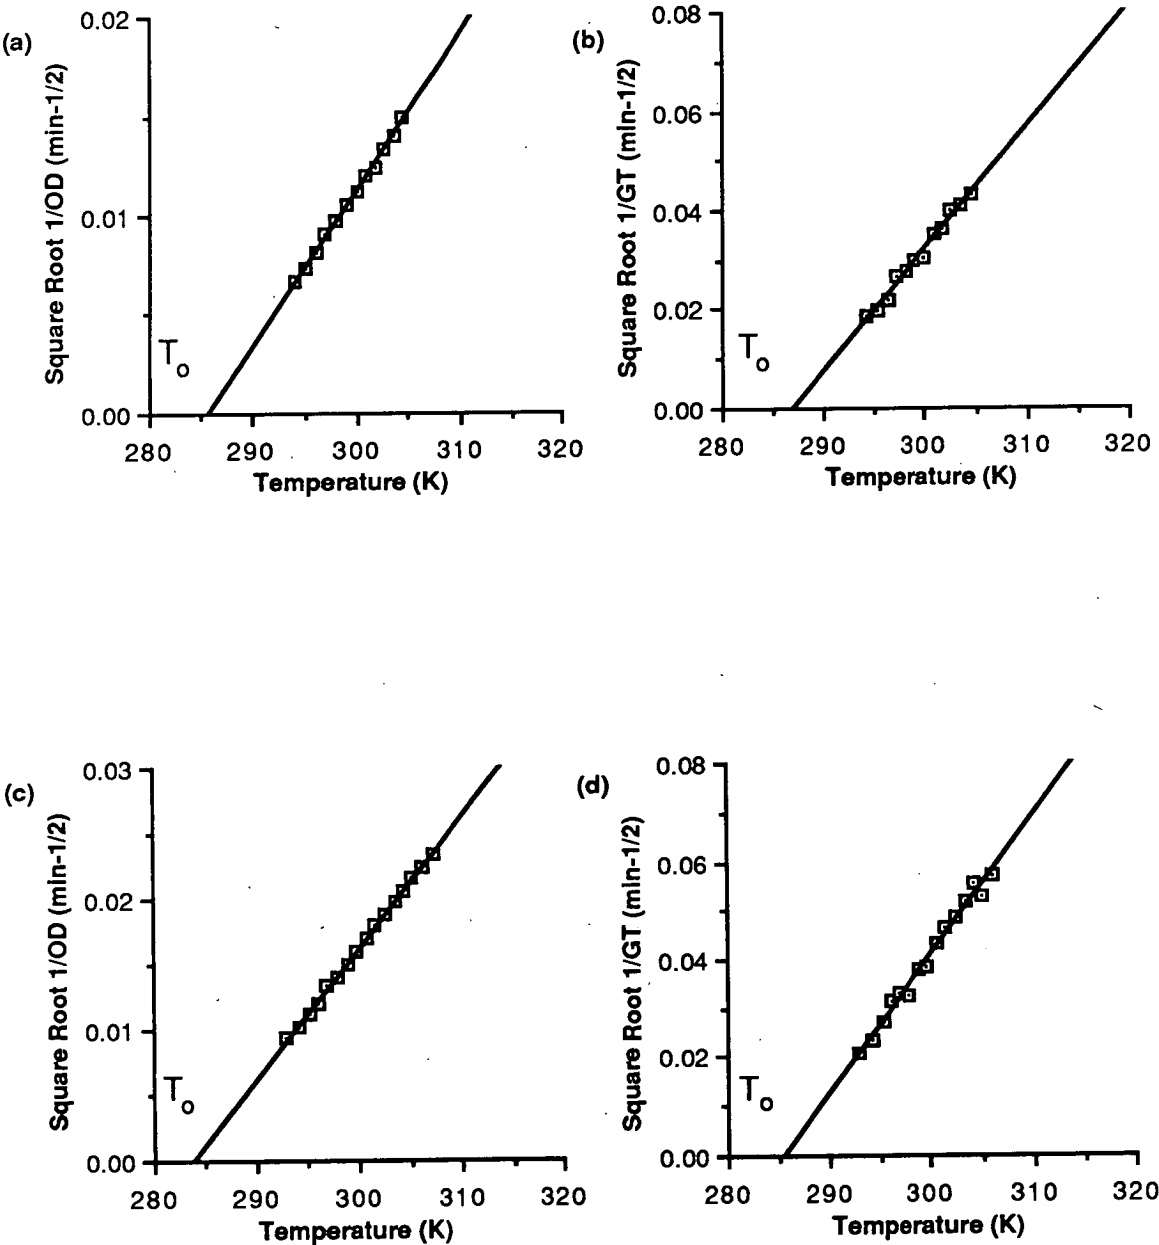 (a)
Square Root 1/OD (min-1/2)
0.02
0.01
0.00
T₀
280 290 300 310 320
Temperature (K)
(b)
Square Root 1/GT (min-1/2)
0.08
0.06
0.04
0.02
0.00
T₀
280 290 300 310 320
Temperature (K)
(c)
Square Root 1/OD (min-1/2)
0.03
0.02
0.01
0.00
T₀
280 290 300 310 320
Temperature (K)
(d)
Square Root 1/GT (min-1/2)
0.08
0.06
0.04
0.02
0.00
T₀
280 290 300 310 320
Temperature (K)